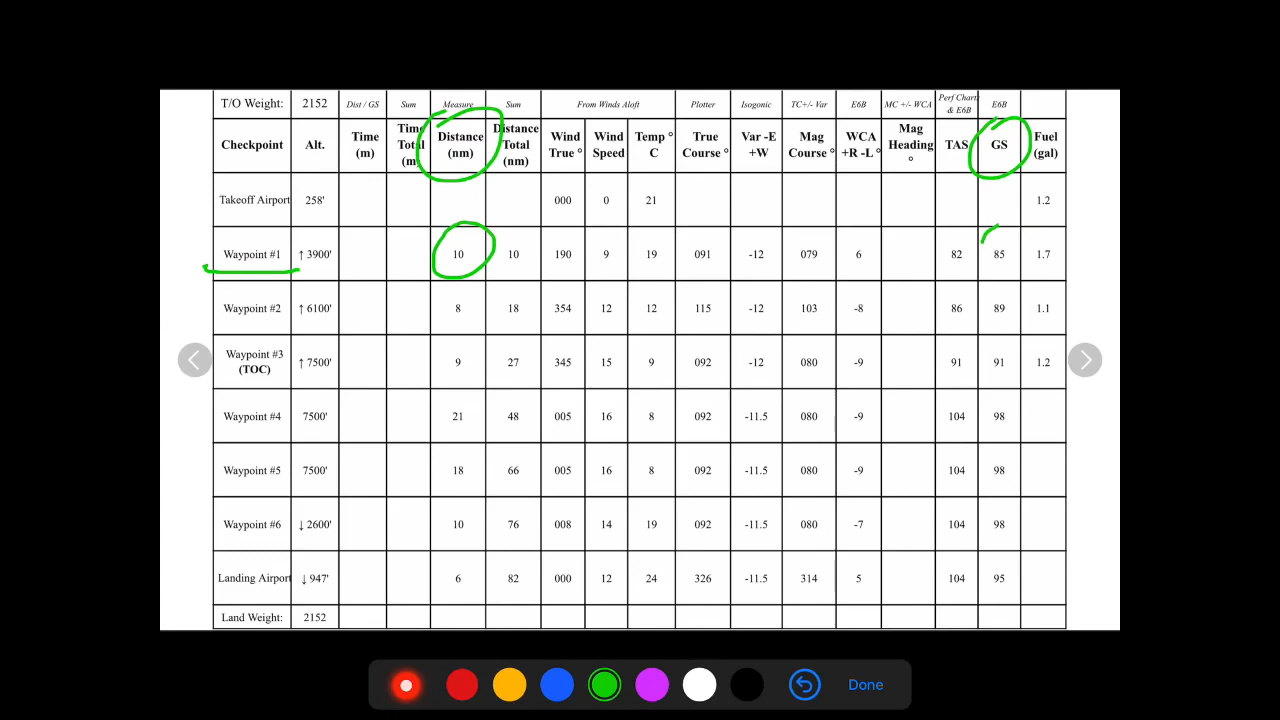 T/O Weight: 2152 Dist / GS Sum Measure Sum From Winds Aloft Plotter Isogonic TC+/- Var E6B MC +/- WCA Perf Chart & E6B E6B
Checkpoint Alt. Time (m) Time Total (m) Distance (nm) Distance Total (nm) Wind True ° Wind Speed Temp ° C True Course ° Var -E +W Mag Course ° WCA +R -L ° Mag Heading ° TAS GS Fuel (gal)
Takeoff Airport 258' 000 0 21 1.2
Waypoint #1 ↑ 3900' 10 10 190 9 19 091 -12 079 6 82 85 1.7
Waypoint #2 ↑ 6100' 8 18 354 12 12 115 -12 103 -8 86 89 1.1
Waypoint #3 (TOC) ↑ 7500' 9 27 345 15 9 092 -12 080 -9 91 91 1.2
Waypoint #4 7500' 21 48 005 16 8 092 -11.5 080 -9 104 98
Waypoint #5 7500' 18 66 005 16 8 092 -11.5 080 -9 104 98
Waypoint #6 ↓ 2600' 10 76 008 14 19 092 -11.5 080 -7 104 98
Landing Airport ↓ 947' 6 82 000 12 24 326 -11.5 314 5 104 95
Land Weight: 2152
Done